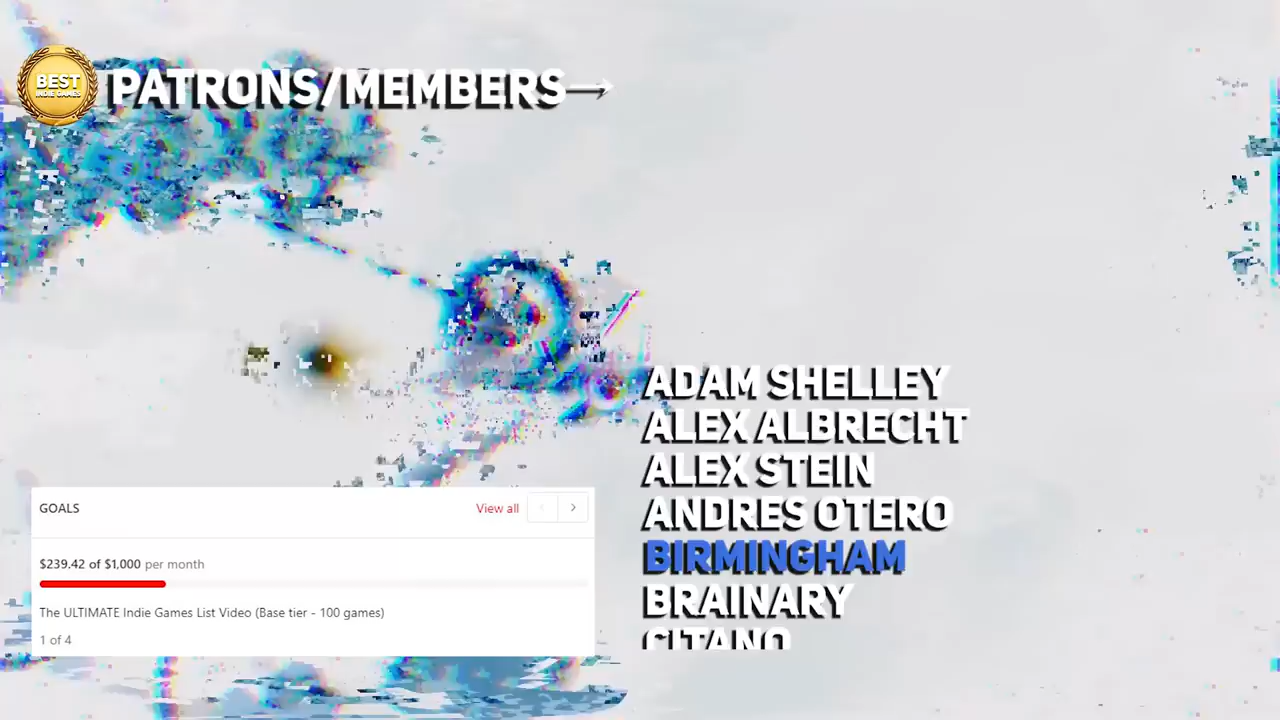 BEST
INDIE GAMES
PATRONS/MEMBERS→
ADAM SHELLEY
ALEX ALBRECHT
ALEX STEIN
ANDRES OTERO
BIRMINGHAM
BRAINARY
CITANO
GOALS
View all
$239.42 of $1,000 per month
The ULTIMATE Indie Games List Video (Base tier - 100 games)
1 of 4